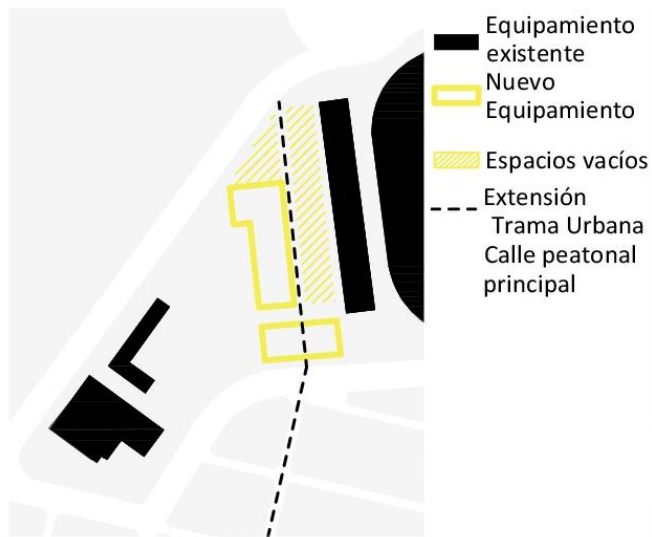 Equipamiento
existente
Nuevo
Equipamiento
Espacios vacíos
Extensión
Trama Urbana
Calle peatonal
principal